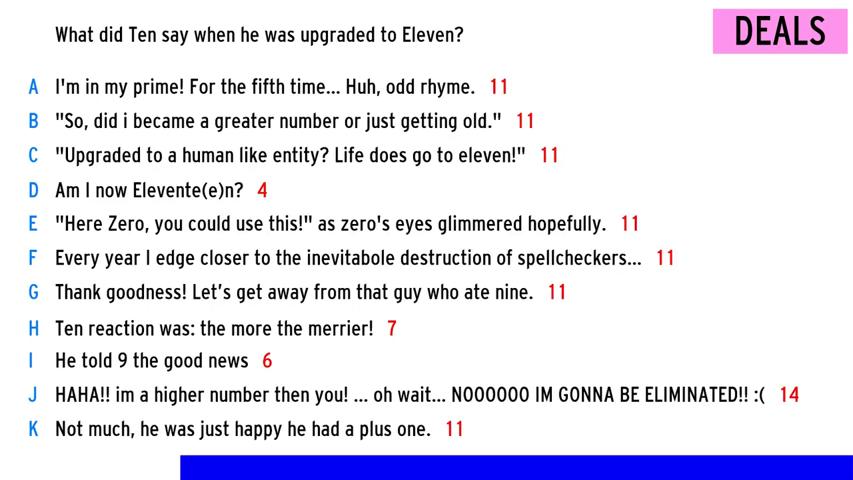 What did Ten say when he was upgraded to Eleven?
DEALS
A I'm in my prime! For the fifth time... Huh, odd rhyme. 11
B "So, did i became a greater number or just getting old." 11
C "Upgraded to a human like entity? Life does go to eleven!" 11
D Am I now Elevente(e)n? 4
E "Here Zero, you could use this!" as zero's eyes glimmered hopefully. 11
F Every year I edge closer to the inevitabole destruction of spellcheckers... 11
G Thank goodness! Let's get away from that guy who ate nine. 11
H Ten reaction was: the more the merrier! 7
I He told 9 the good news 6
J HAHA!! im a higher number then you! ... oh wait... NOOOOOO IM GONNA BE ELIMINATED!! :( 14
K Not much, he was just happy he had a plus one. 11